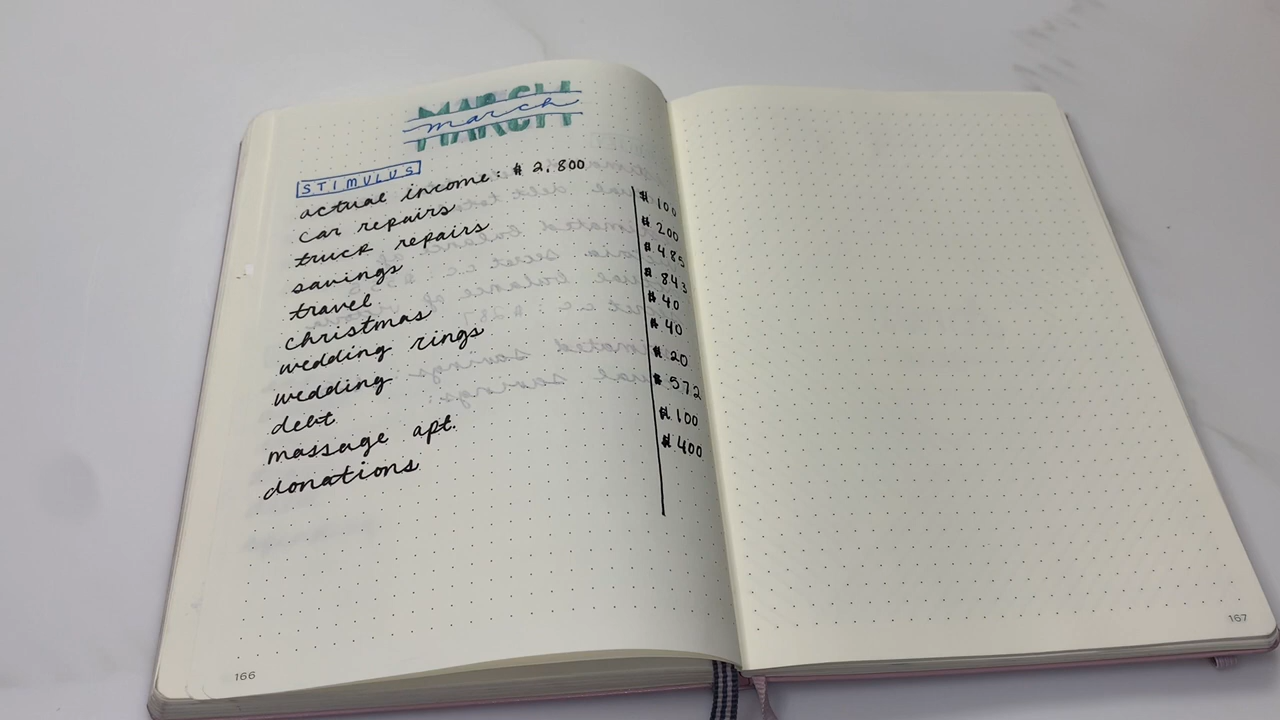 MARCH
march
STIMULUS
actual income: $ 2,800
car repairs $ 100
truck repairs $ 200
savings $ 485
travel $ 843
christmas $ 40
wedding rings $ 40
wedding $ 20
debt $ 572
massage apt. $ 100
donations $ 400
166
167